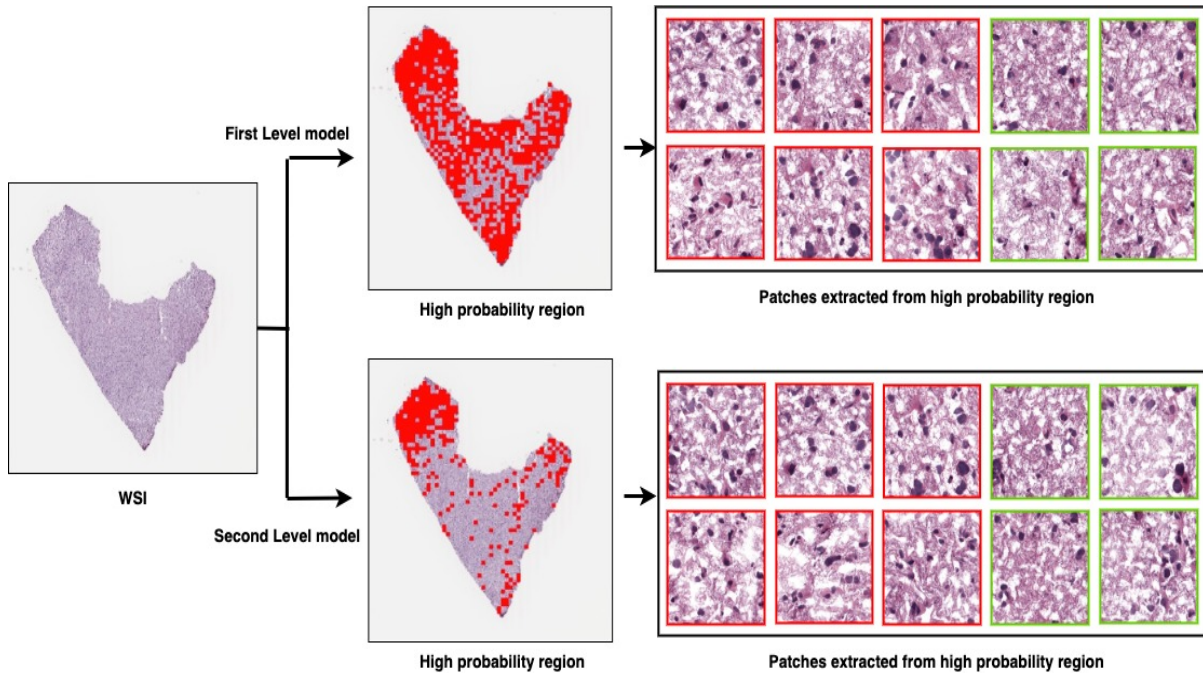 First Level model
High probability region
Patches extracted from high probability region
WSI
Second Level model
High probability region
Patches extracted from high probability region